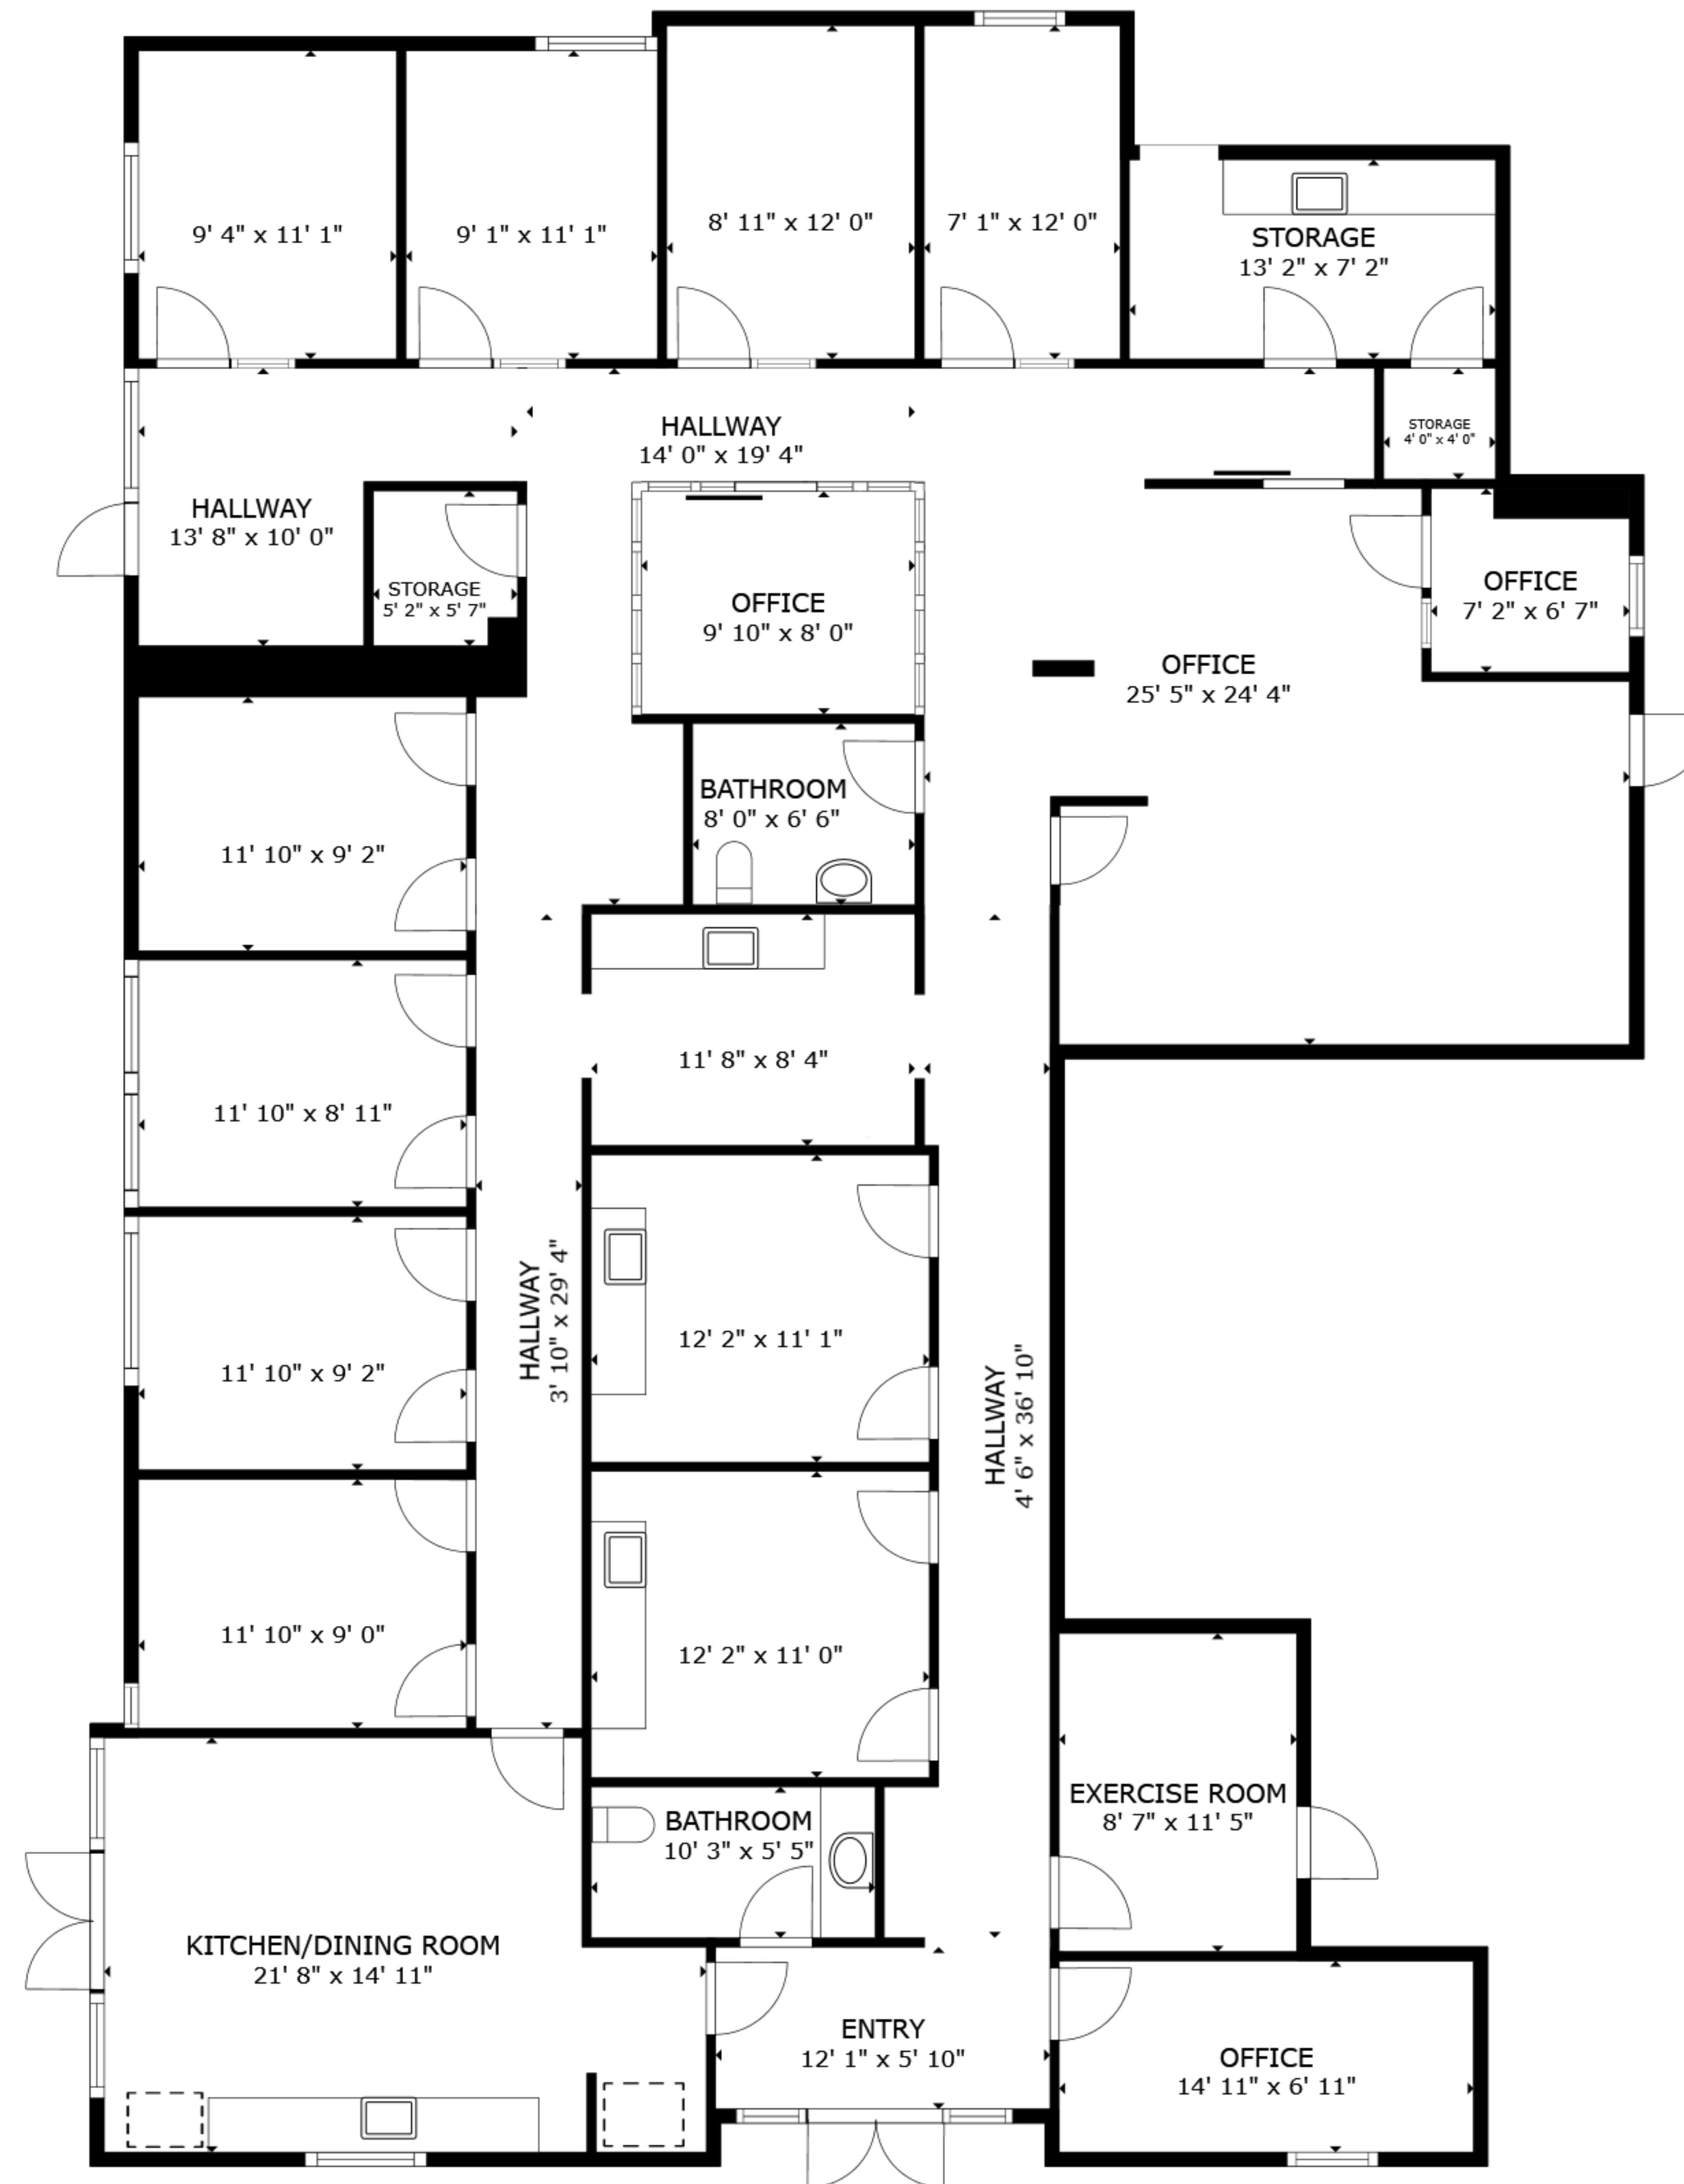 9' 4" x 11' 1"
9' 1" x 11' 1"
8' 11" x 12' 0"
7' 1" x 12' 0"
STORAGE
13' 2" x 7' 2"
HALLWAY
14' 0" x 19' 4"
STORAGE
4' 0" x 4' 0"
HALLWAY
13' 8" x 10' 0"
STORAGE
5' 2" x 5' 7"
OFFICE
9' 10" x 8' 0"
OFFICE
7' 2" x 6' 7"
OFFICE
25' 5" x 24' 4"
BATHROOM
8' 0" x 6' 6"
11' 10" x 9' 2"
11' 8" x 8' 4"
11' 10" x 8' 11"
HALLWAY
3' 10" x 29' 4"
12' 2" x 11' 1"
11' 10" x 9' 2"
HALLWAY
4' 6" x 36' 10"
11' 10" x 9' 0"
12' 2" x 11' 0"
EXERCISE ROOM
8' 7" x 11' 5"
BATHROOM
10' 3" x 5' 5"
KITCHEN/DINING ROOM
21' 8" x 14' 11"
ENTRY
12' 1" x 5' 10"
OFFICE
14' 11" x 6' 11"